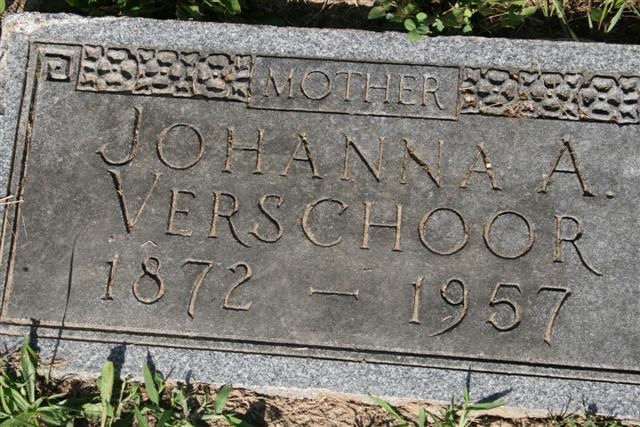 MOTHER
JOHANNA A.
VERSCHOOR
1872 – 1957